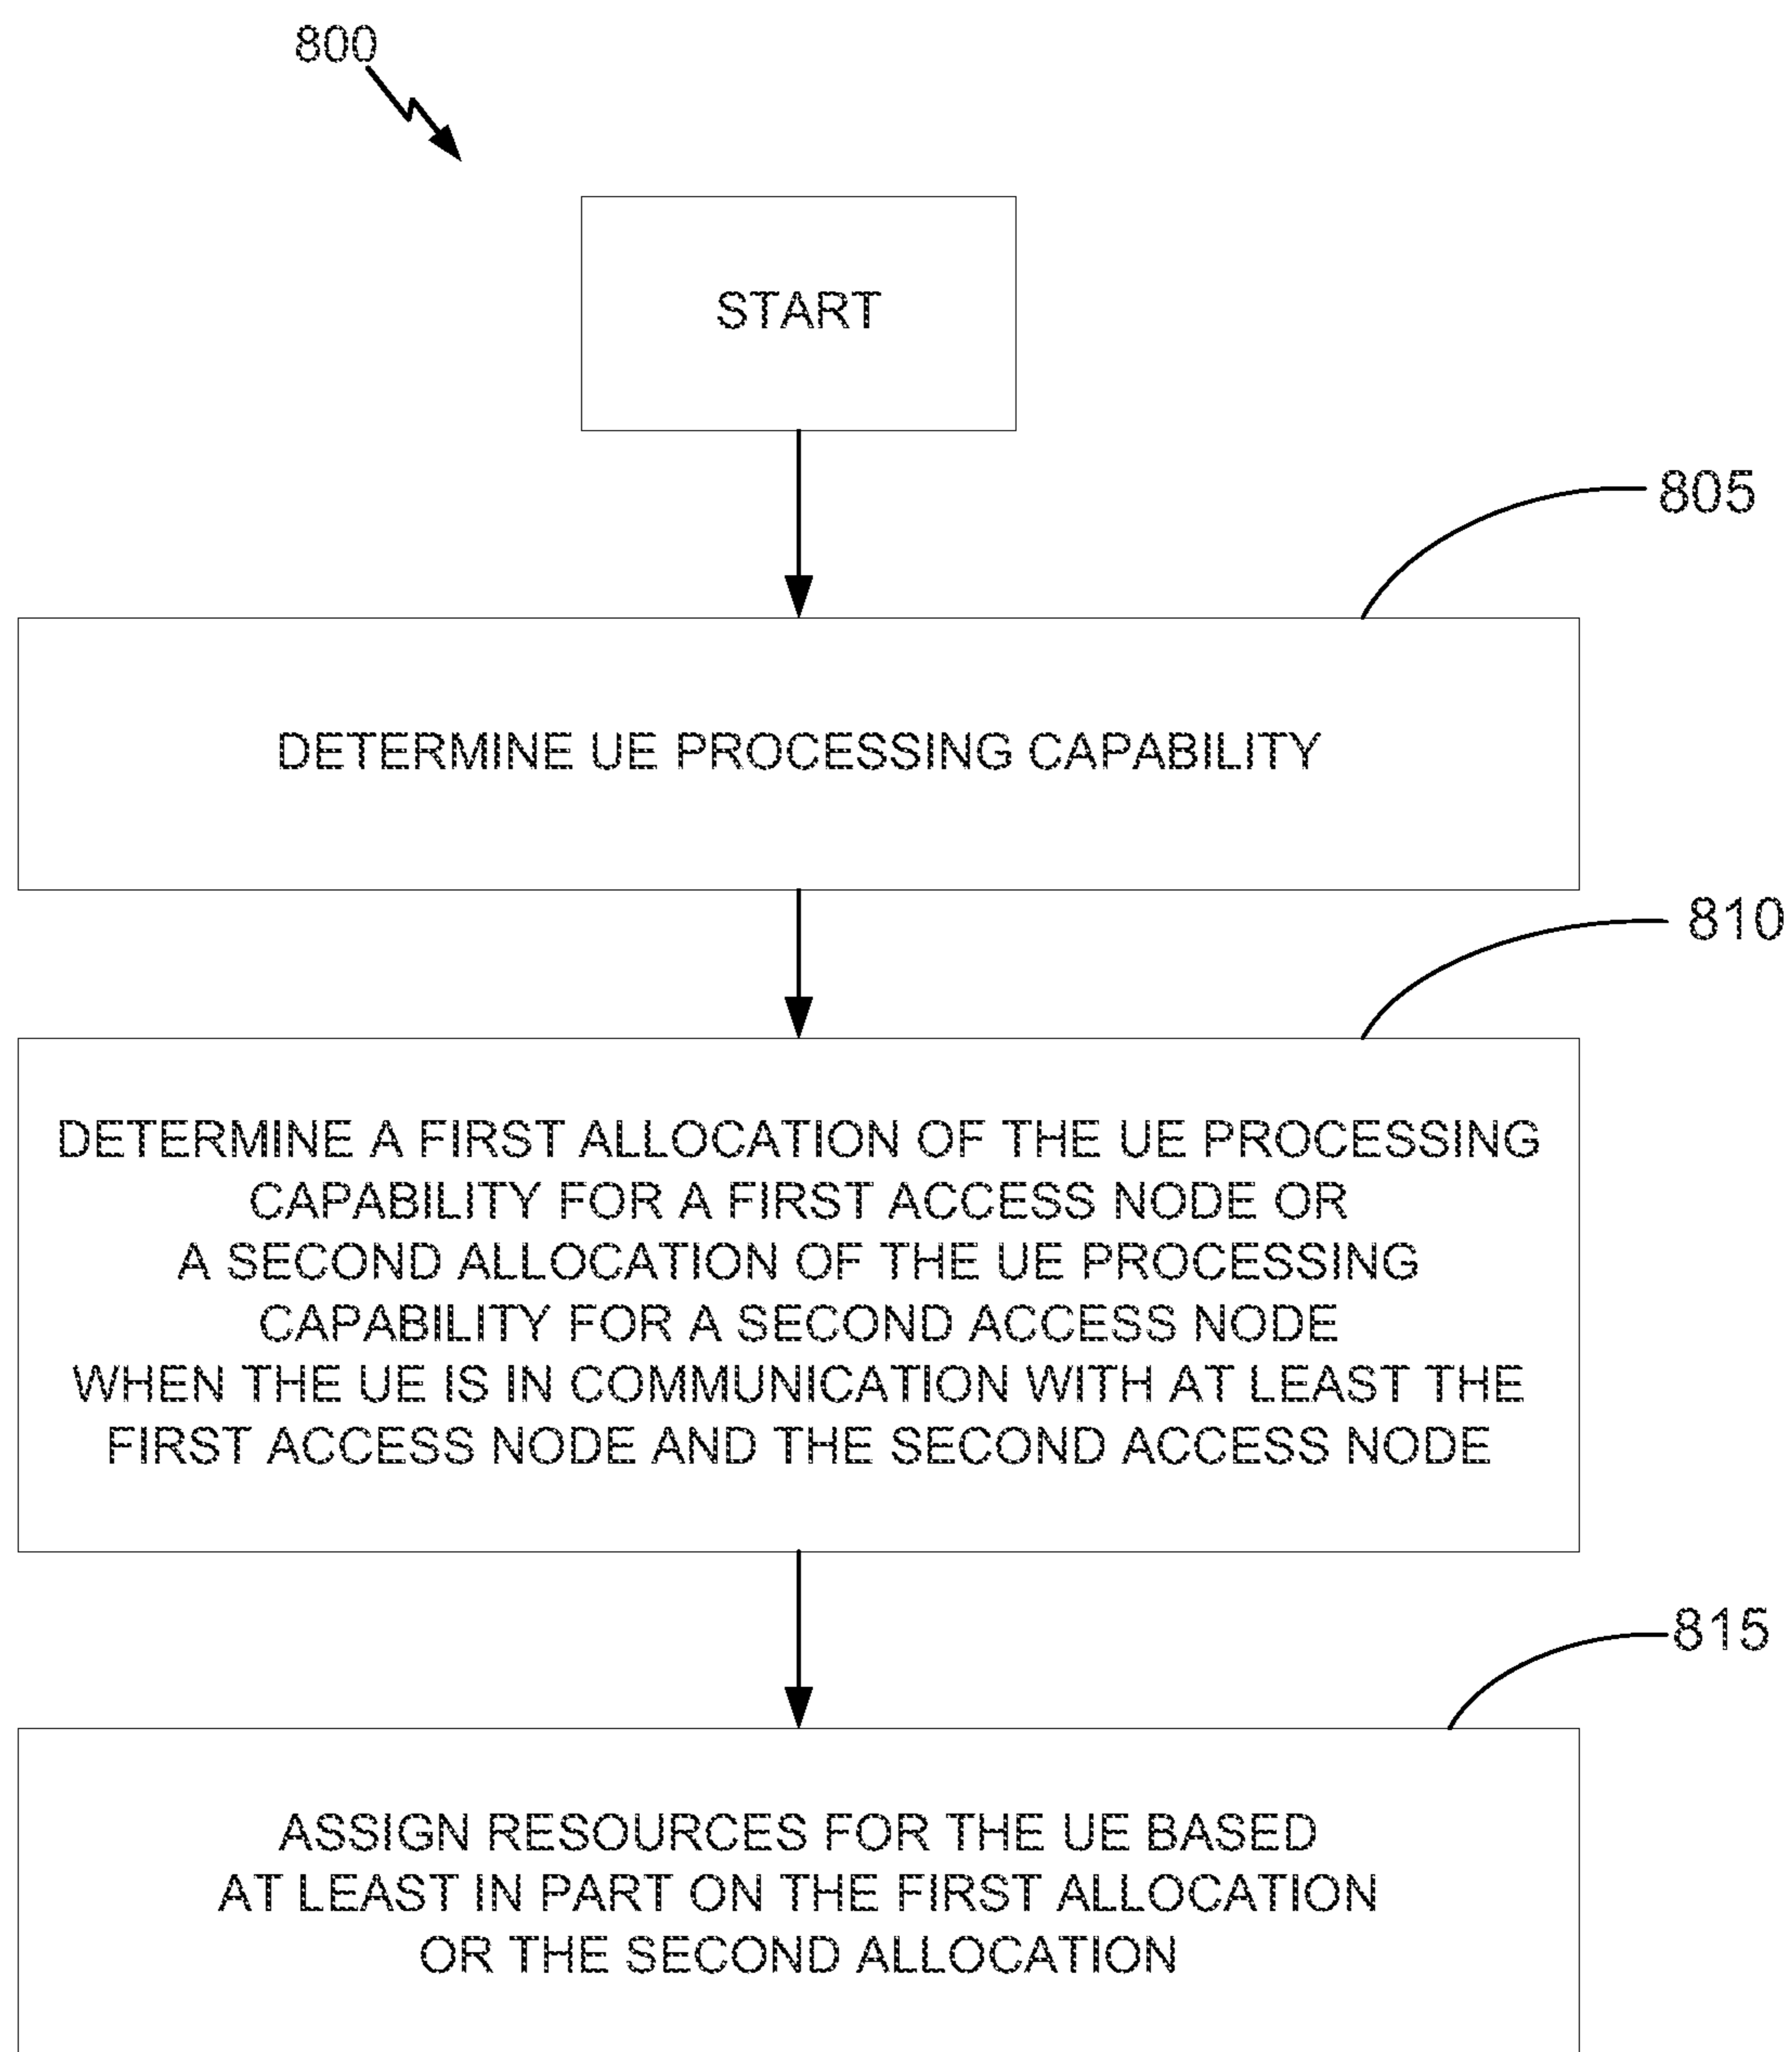 800
START
805
DETERMINE UE PROCESSING CAPABILITY
810
DETERMINE A FIRST ALLOCATION OF THE UE PROCESSING
CAPABILITY FOR A FIRST ACCESS NODE OR
A SECOND ALLOCATION OF THE UE PROCESSING
CAPABILITY FOR A SECOND ACCESS NODE
WHEN THE UE IS IN COMMUNICATION WITH AT LEAST THE
FIRST ACCESS NODE AND THE SECOND ACCESS NODE
815
ASSIGN RESOURCES FOR THE UE BASED
AT LEAST IN PART ON THE FIRST ALLOCATION
OR THE SECOND ALLOCATION